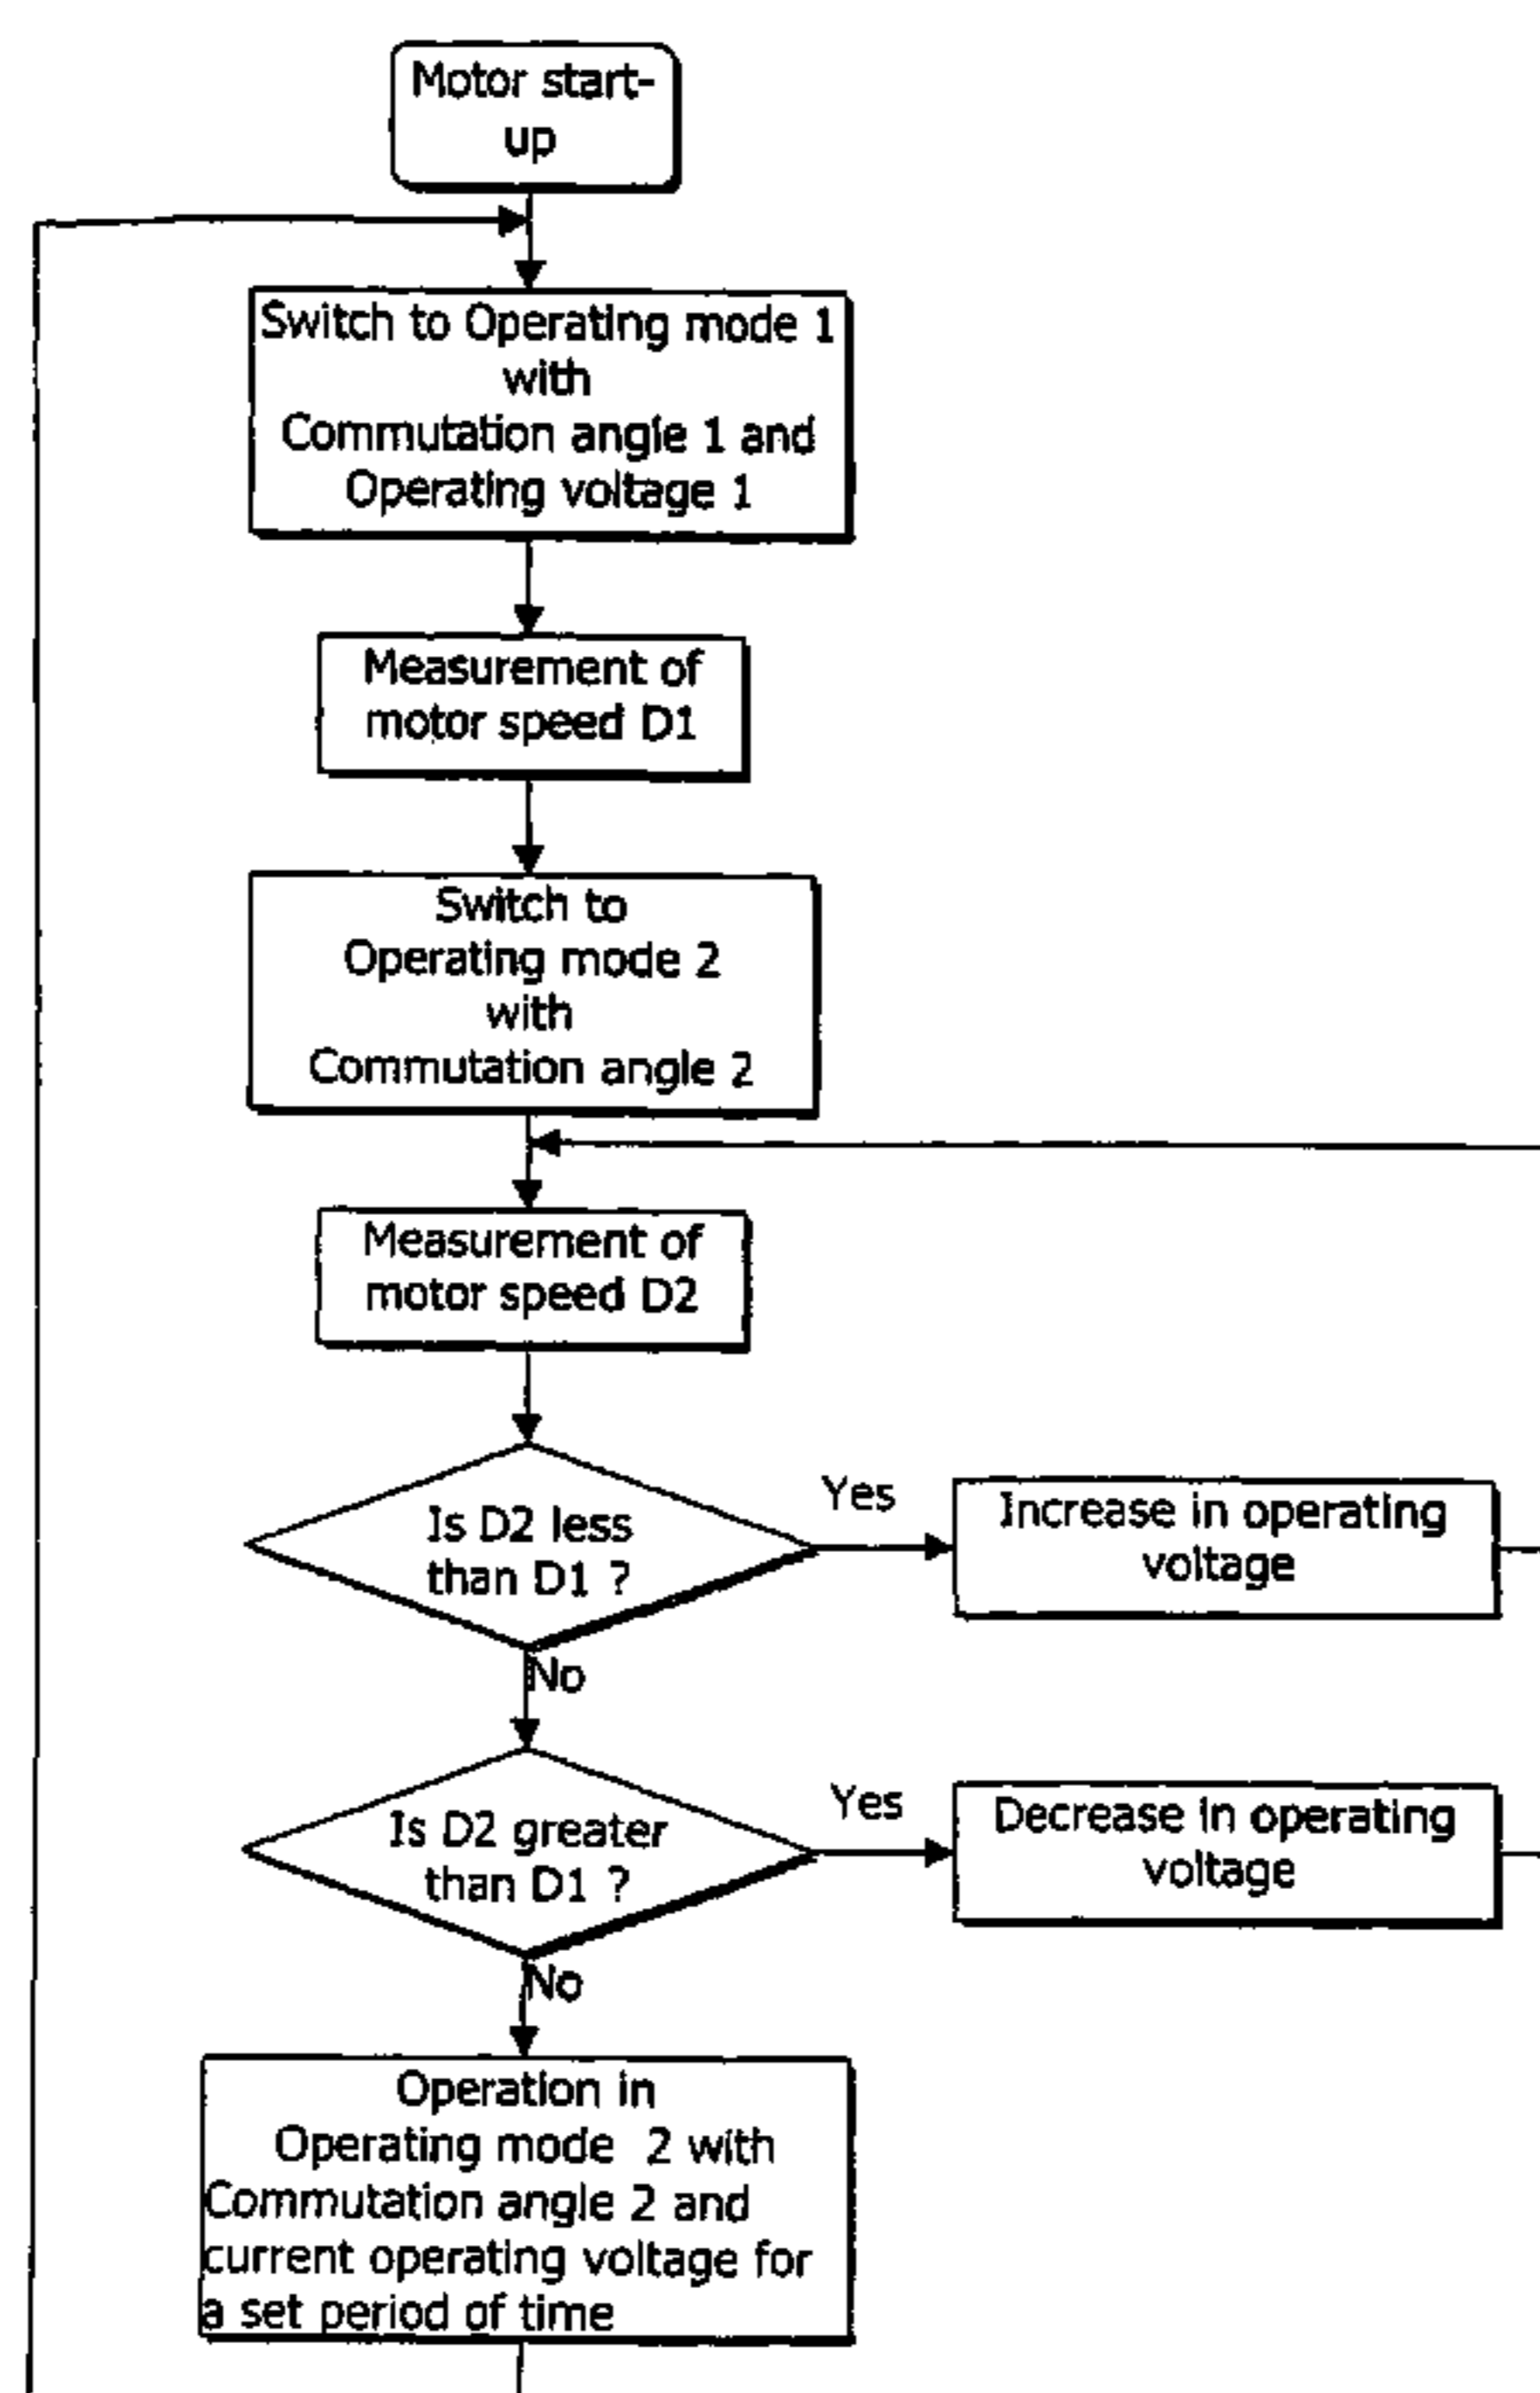 Motor start-
up
Switch to Operating mode 1
with
Commutation angle 1 and
Operating voltage 1
Measurement of
motor speed D1
Switch to
Operating mode 2
with
Commutation angle 2
Measurement of
motor speed D2
Is D2 less
than D1 ?
Yes
Increase in operating
voltage
No
Is D2 greater
than D1 ?
Yes
Decrease in operating
voltage
No
Operation in
Operating mode 2 with
Commutation angle 2 and
current operating voltage for
a set period of time